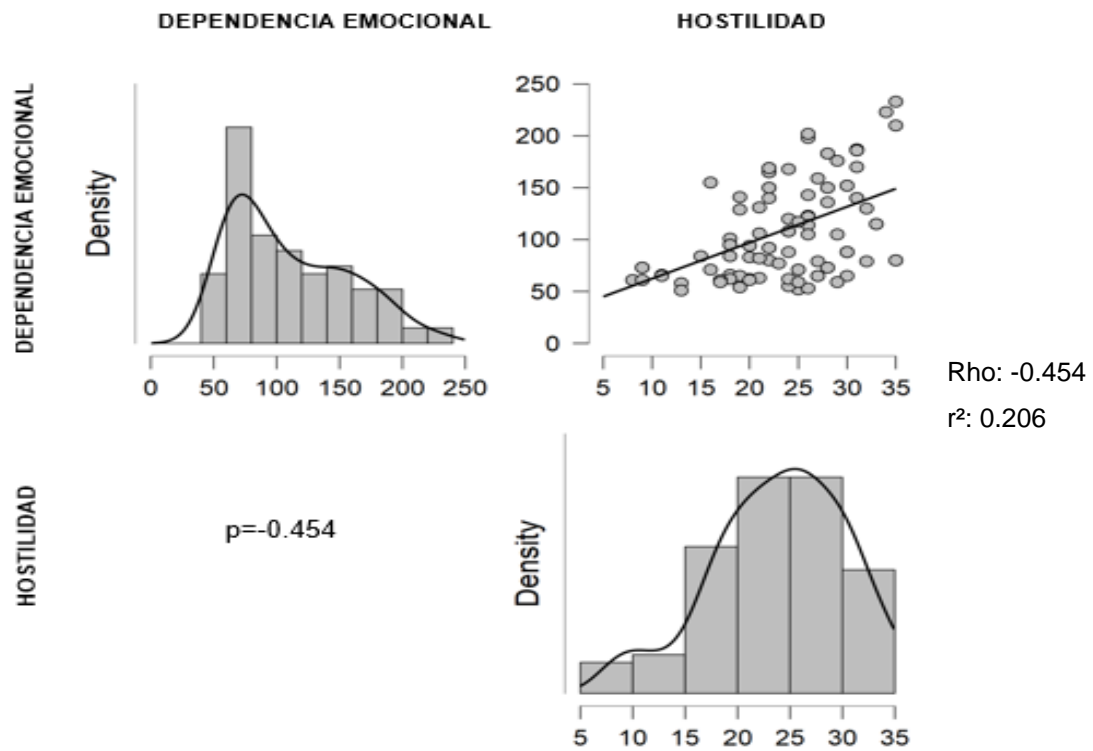 DEPENDENCIA EMOCIONAL
HOSTILIDAD
DEPENDENCIA EMOCIONAL
Density
0 50 100 150 200 250
250
200
150
100
50
0
5 10 15 20 25 30 35
Rho: -0.454
r²: 0.206
HOSTILIDAD
p=-0.454
Density
5 10 15 20 25 30 35